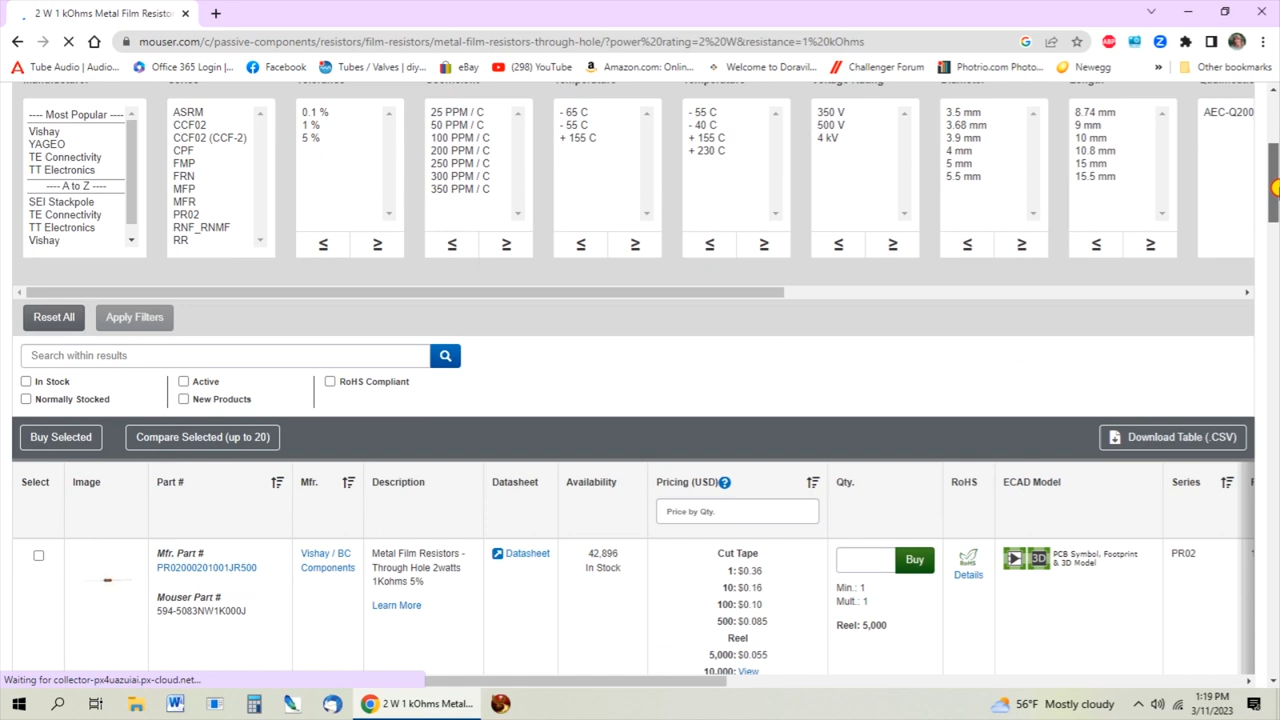 2 W 1 kOhms Metal Film Resistor
mouser.com/c/passive-components/resistors/film-resistors/metal-film-resistors-through-hole/?power%20rating=2%20W&resistance=1%20kOhms
Tube Audio | Audio... Office 365 Login |... Facebook Tubes / Valves | diy... eBay (298) YouTube Amazon.com: Onlin... Welcome to Doravil... Challenger Forum Photrio.com Photo... Newegg » Other bookmarks
---- Most Popular ----
Vishay
YAGEO
TE Connectivity
TT Electronics
---- A to Z ----
SEI Stackpole
TE Connectivity
TT Electronics
Vishay
ASRM
CCF02
CCF02 (CCF-2)
CPF
FMP
FRN
MFP
MFR
PR02
RNF_RNMF
RR
0.1 %
1 %
5 %
≤ ≥
25 PPM / C
50 PPM / C
100 PPM / C
200 PPM / C
250 PPM / C
300 PPM / C
350 PPM / C
≤ ≥
- 65 C
- 55 C
+ 155 C
≤ ≥
- 55 C
- 40 C
+ 155 C
+ 230 C
≤ ≥
350 V
500 V
4 kV
≤ ≥
3.5 mm
3.68 mm
3.9 mm
4 mm
5 mm
5.5 mm
≤ ≥
8.74 mm
9 mm
10 mm
10.8 mm
15 mm
15.5 mm
≤ ≥
AEC-Q200
Reset All Apply Filters
Search within results
In Stock Active RoHS Compliant
Normally Stocked New Products
Buy Selected Compare Selected (up to 20) Download Table (.CSV)
Select Image Part # Mfr. Description Datasheet Availability Pricing (USD) ? Qty. RoHS ECAD Model Series
Price by Qty.
Mfr. Part #
PR02000201001JR500
Mouser Part #
594-5083NW1K000J
Vishay / BC
Components
Metal Film Resistors -
Through Hole 2watts
1Kohms 5%
Learn More
Datasheet
42,896
In Stock
Cut Tape
1: $0.36
10: $0.16
100: $0.10
500: $0.085
Reel
5,000: $0.055
10,000: View
Buy
Min.: 1
Mult.: 1
Reel: 5,000
RoHS
Details
3D
PCB Symbol, Footprint
& 3D Model
PR02
Waiting for collector-px4uazuiai.px-cloud.net...
2 W 1 kOhms Metal...
56°F Mostly cloudy
1:19 PM
3/11/2023